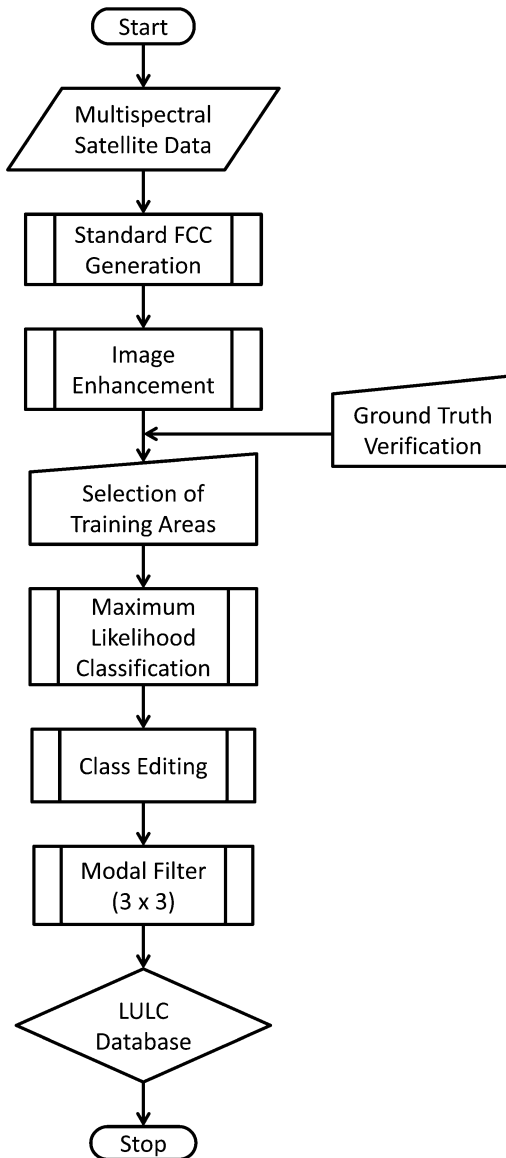 Start
Multispectral
Satellite Data
Standard FCC
Generation
Image
Enhancement
Ground Truth
Verification
Selection of
Training Areas
Maximum
Likelihood
Classification
Class Editing
Modal Filter
(3 x 3)
LULC
Database
Stop